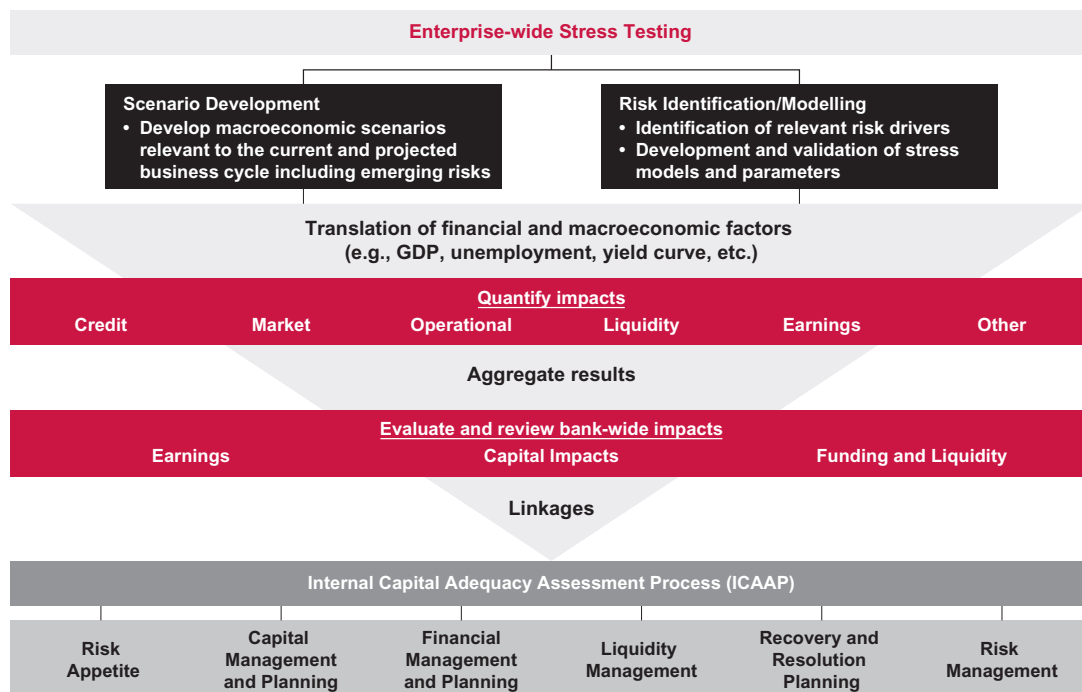 Enterprise-wide Stress Testing
Scenario Development
• Develop macroeconomic scenarios
relevant to the current and projected
business cycle including emerging risks
Risk Identification/Modelling
• Identification of relevant risk drivers
• Development and validation of stress
models and parameters
Translation of financial and macroeconomic factors
(e.g., GDP, unemployment, yield curve, etc.)
Quantify impacts
Credit Market Operational Liquidity Earnings Other
Aggregate results
Evaluate and review bank-wide impacts
Earnings Capital Impacts Funding and Liquidity
Linkages
Internal Capital Adequacy Assessment Process (ICAAP)
Risk
Appetite
Capital
Management
and Planning
Financial
Management
and Planning
Liquidity
Management
Recovery and
Resolution
Planning
Risk
Management